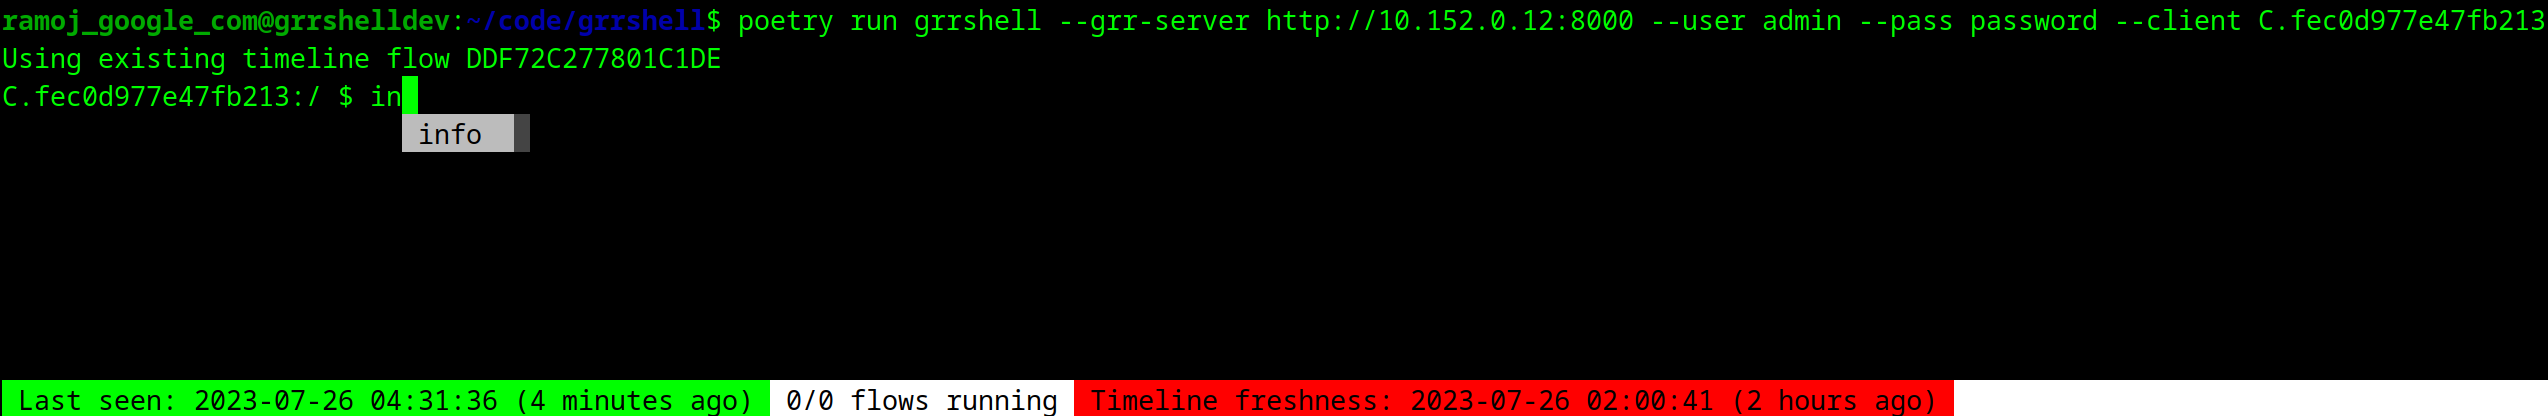 ramoj_google_com@grrshelldev:~/code/grrshell$ poetry run grrshell --grr-server http://10.152.0.12:8000 --user admin --pass password --client C.fec0d977e47fb213
Using existing timeline flow DDF72C277801C1DE
C.fec0d977e47fb213:/ $ in
info
Last seen: 2023-07-26 04:31:36 (4 minutes ago) 0/0 flows running Timeline freshness: 2023-07-26 02:00:41 (2 hours ago)